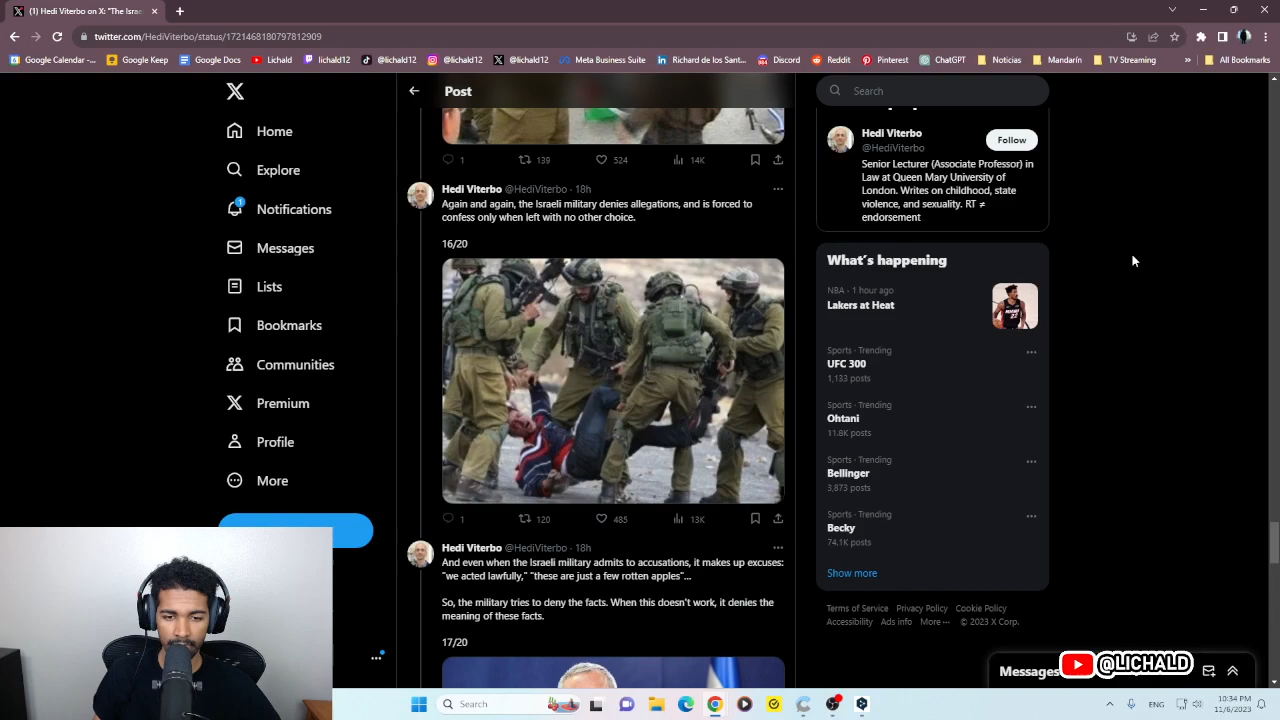 (1) Hedi Viterbo on X: "The Isra
twitter.com/HediViterbo/status/1721468180797812909
Google Calendar -... Google Keep Google Docs Lichald lichald12 @lichald12 @lichald12 @lichald12 Meta Business Suite Richard de los Sant... Discord Reddit Pinterest ChatGPT Noticias Mandarín TV Streaming » All Bookmarks
Home
Explore
1
Notifications
Messages
Lists
Bookmarks
Communities
Premium
Profile
More
Post
1 139 524 14K
Hedi Viterbo @HediViterbo · 18h
Again and again, the Israeli military denies allegations, and is forced to
confess only when left with no other choice.
16/20
1 120 485 13K
Hedi Viterbo @HediViterbo · 18h
And even when the Israeli military admits to accusations, it makes up excuses:
"we acted lawfully," "these are just a few rotten apples"...
So, the military tries to deny the facts. When this doesn't work, it denies the
meaning of these facts.
17/20
Search
Hedi Viterbo
@HediViterbo
Follow
Senior Lecturer (Associate Professor) in
Law at Queen Mary University of
London. Writes on childhood, state
violence, and sexuality. RT ≠
endorsement
What's happening
NBA · 1 hour ago
Lakers at Heat
Sports · Trending
UFC 300
1,133 posts
Sports · Trending
Ohtani
11.8K posts
Sports · Trending
Bellinger
3,873 posts
Sports · Trending
Becky
74.1K posts
Show more
Terms of Service Privacy Policy Cookie Policy
Accessibility Ads info More ··· © 2023 X Corp.
Messages
@LICHALD
Search
ENG
10:34 PM
11/6/2023